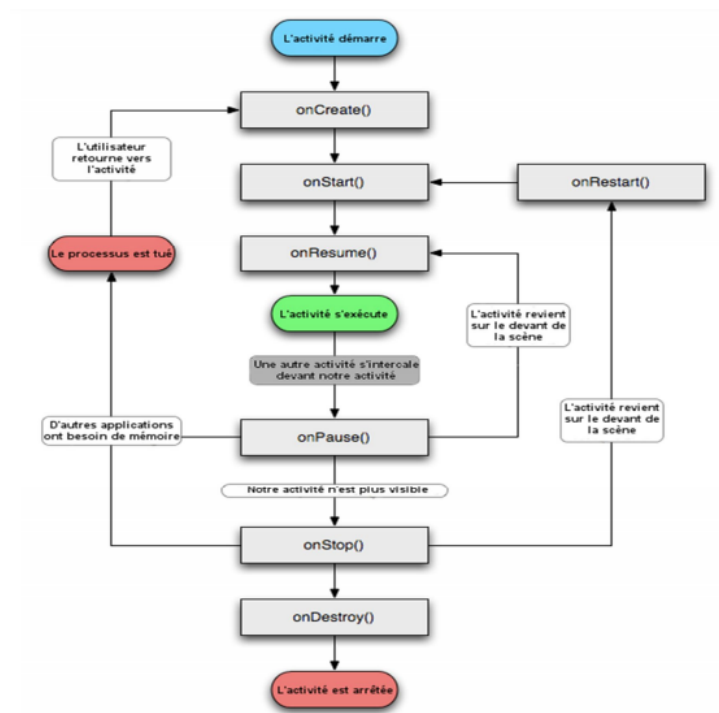 L'activité démarre
onCreate()
L'utilisateur
retourne vers
l'activité
onStart()
onRestart()
Le processus est tué
onResume()
L'activité s'exécute
L'activité revient
sur le devant de
la scène
Une autre activité s'intercale
devant notre activité
D'autres applications
ont besoin de mémoire
onPause()
L'activité revient
sur le devant de
la scène
Notre activité n'est plus visible
onStop()
onDestroy()
L'activité est arrêtée